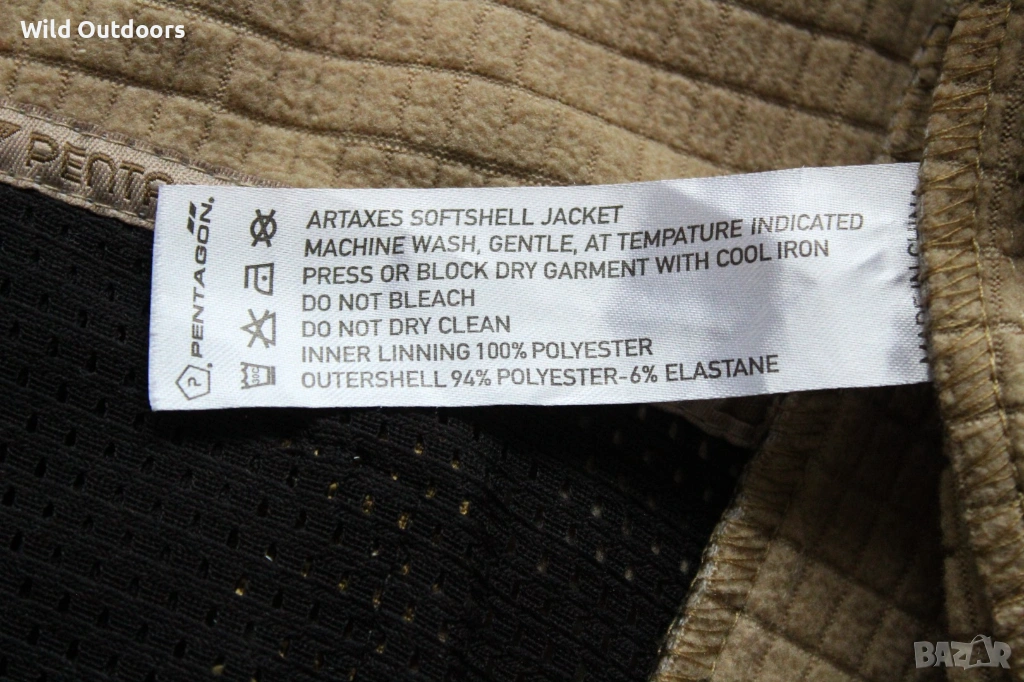 Wild Outdoors
PENTA
PENTAGON
ARTAXES SOFTSHELL JACKET
MACHINE WASH, GENTLE, AT TEMPATURE INDICATED
PRESS OR BLOCK DRY GARMENT WITH COOL IRON
DO NOT BLEACH
DO NOT DRY CLEAN
INNER LINNING 100% POLYESTER
OUTERSHELL 94% POLYESTER-6% ELASTANE
P
BAZAR